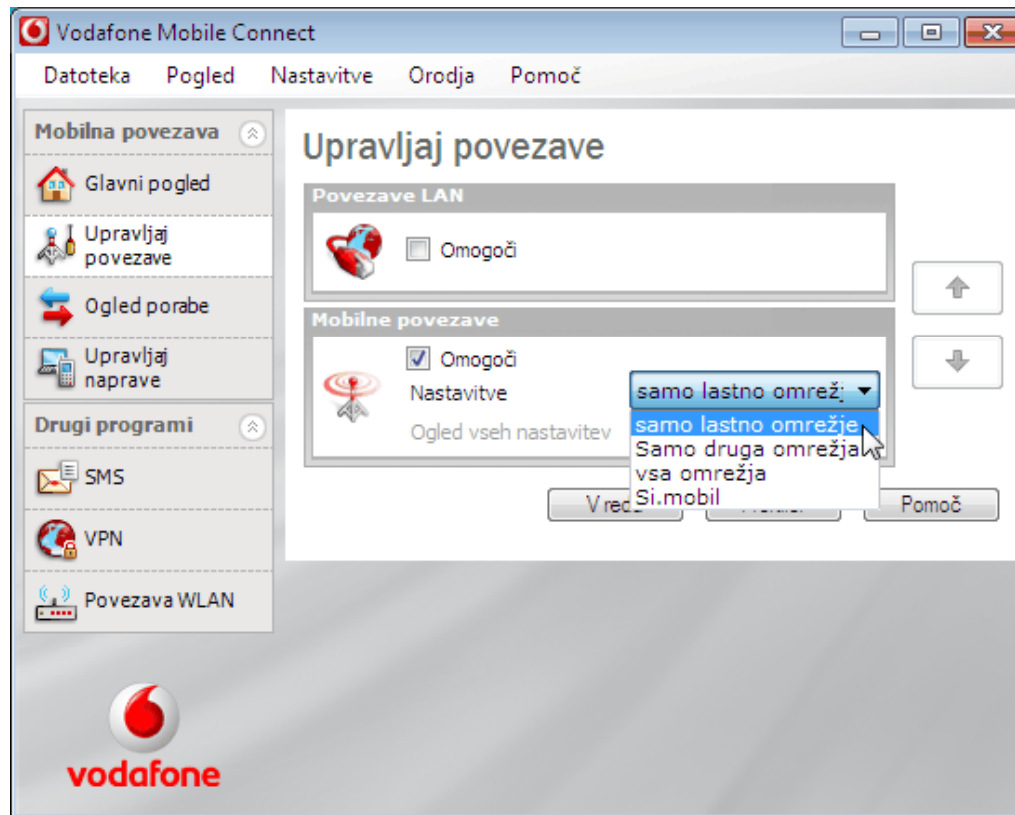 Vodafone Mobile Connect
Datoteka Pogled Nastavitve Orodja Pomoč
Mobilna povezava
Glavni pogled
Upravljaj
povezave
Ogled porabe
Upravljaj
naprave
Drugi programi
SMS
VPN
Povezava WLAN
vodafone
Upravljaj povezave
Povezave LAN
Omogoči
Mobilne povezave
Omogoči
Nastavitve
samo lastno omrež
Ogled vseh nastavitev
samo lastno omrežje
Samo druga omrežja
vsa omrežja
Si.mobil
V redu
Pomoč